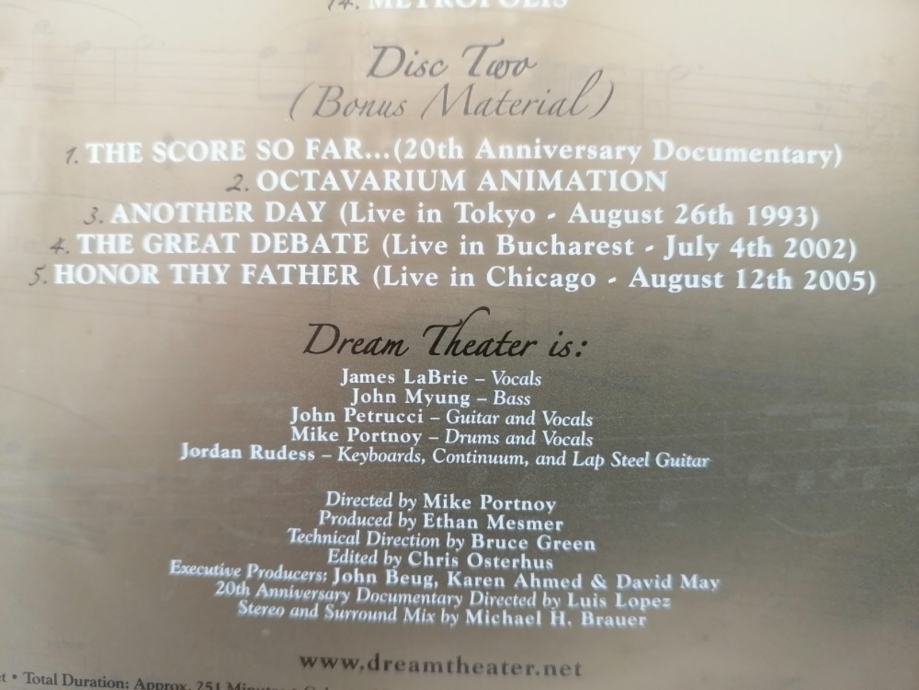 14. METROPOLIS
Disc Two
(Bonus Material)
1. THE SCORE SO FAR...(20th Anniversary Documentary)
2. OCTAVARIUM ANIMATION
3. ANOTHER DAY (Live in Tokyo - August 26th 1993)
4. THE GREAT DEBATE (Live in Bucharest - July 4th 2002)
5. HONOR THY FATHER (Live in Chicago - August 12th 2005)
Dream Theater is:
James LaBrie – Vocals
John Myung – Bass
John Petrucci – Guitar and Vocals
Mike Portnoy – Drums and Vocals
Jordan Rudess – Keyboards, Continuum, and Lap Steel Guitar
Directed by Mike Portnoy
Produced by Ethan Mesmer
Technical Direction by Bruce Green
Edited by Chris Osterhus
Executive Producers: John Beug, Karen Ahmed & David May
20th Anniversary Documentary Directed by Luis Lopez
Stereo and Surround Mix by Michael H. Brauer
www.dreamtheater.net
• Total Duration: Approx. 251 Minutes •